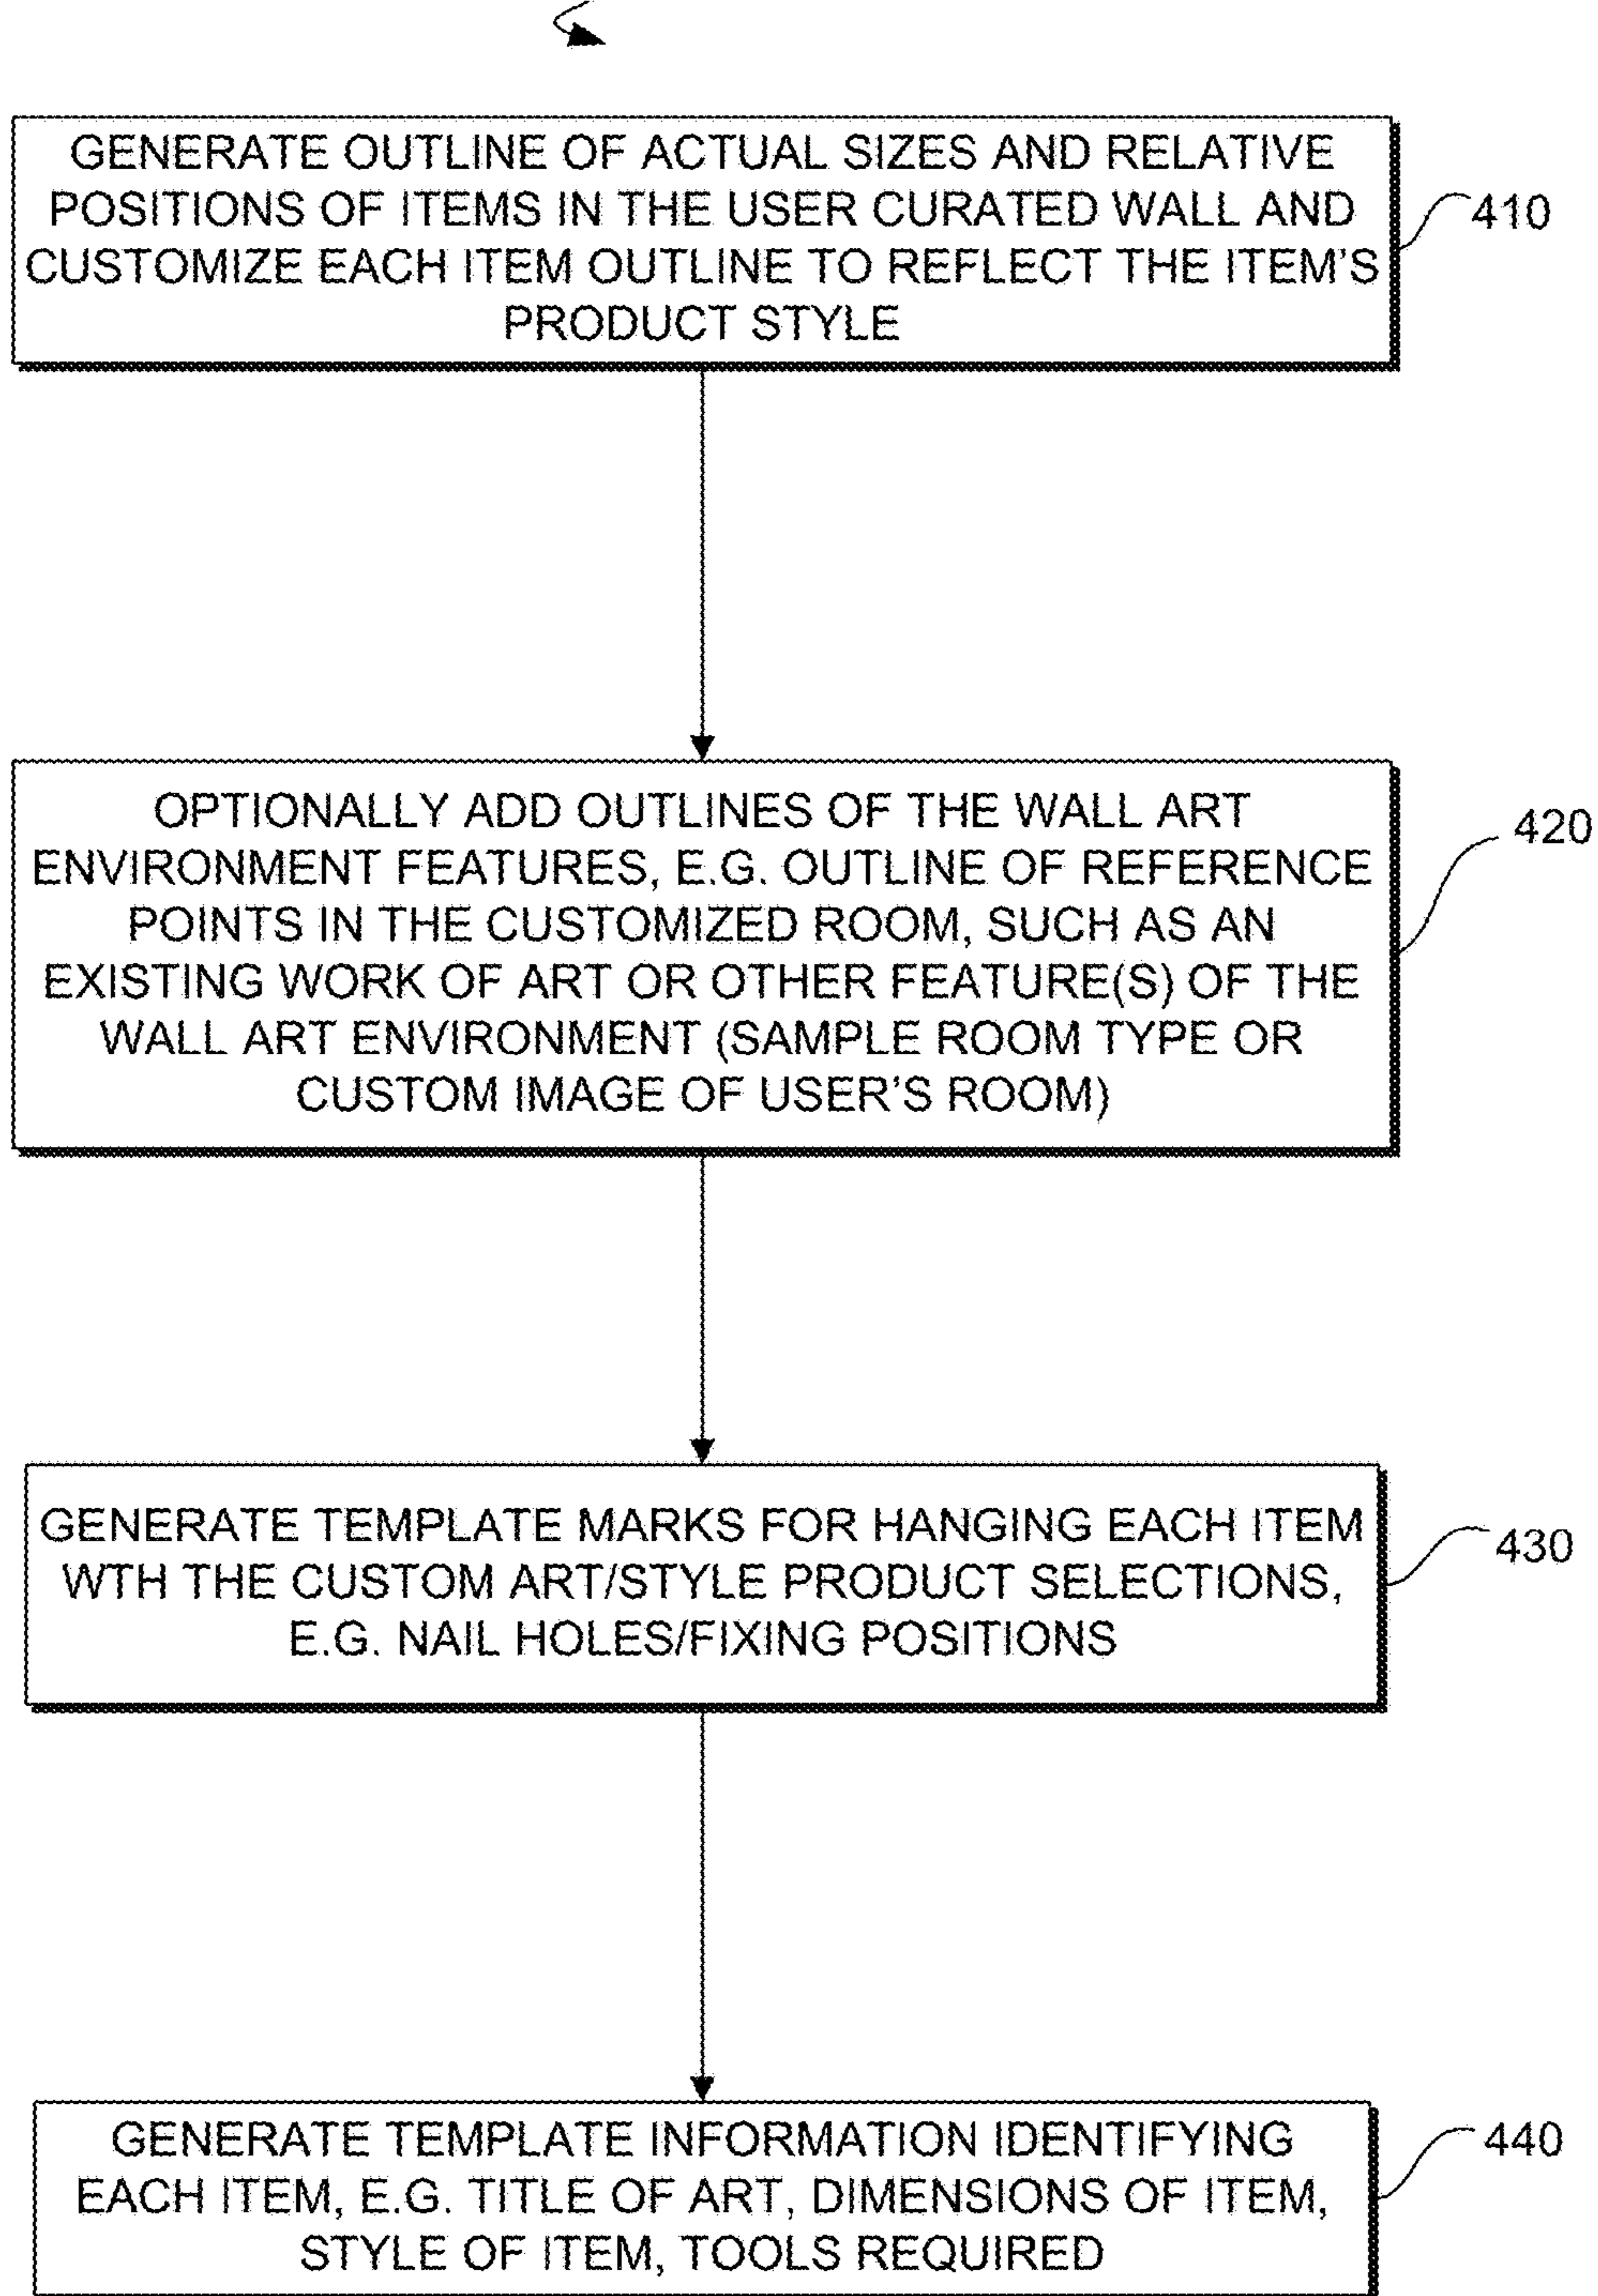 GENERATE OUTLINE OF ACTUAL SIZES AND RELATIVE
POSITIONS OF ITEMS IN THE USER CURATED WALL AND
CUSTOMIZE EACH ITEM OUTLINE TO REFLECT THE ITEM'S
PRODUCT STYLE
410
OPTIONALLY ADD OUTLINES OF THE WALL ART
ENVIRONMENT FEATURES, E.G. OUTLINE OF REFERENCE
POINTS IN THE CUSTOMIZED ROOM, SUCH AS AN
EXISTING WORK OF ART OR OTHER FEATURE(S) OF THE
WALL ART ENVIRONMENT (SAMPLE ROOM TYPE OR
CUSTOM IMAGE OF USER'S ROOM)
420
GENERATE TEMPLATE MARKS FOR HANGING EACH ITEM
WTH THE CUSTOM ART/STYLE PRODUCT SELECTIONS,
E.G. NAIL HOLES/FIXING POSITIONS
430
GENERATE TEMPLATE INFORMATION IDENTIFYING
EACH ITEM, E.G. TITLE OF ART, DIMENSIONS OF ITEM,
STYLE OF ITEM, TOOLS REQUIRED
440